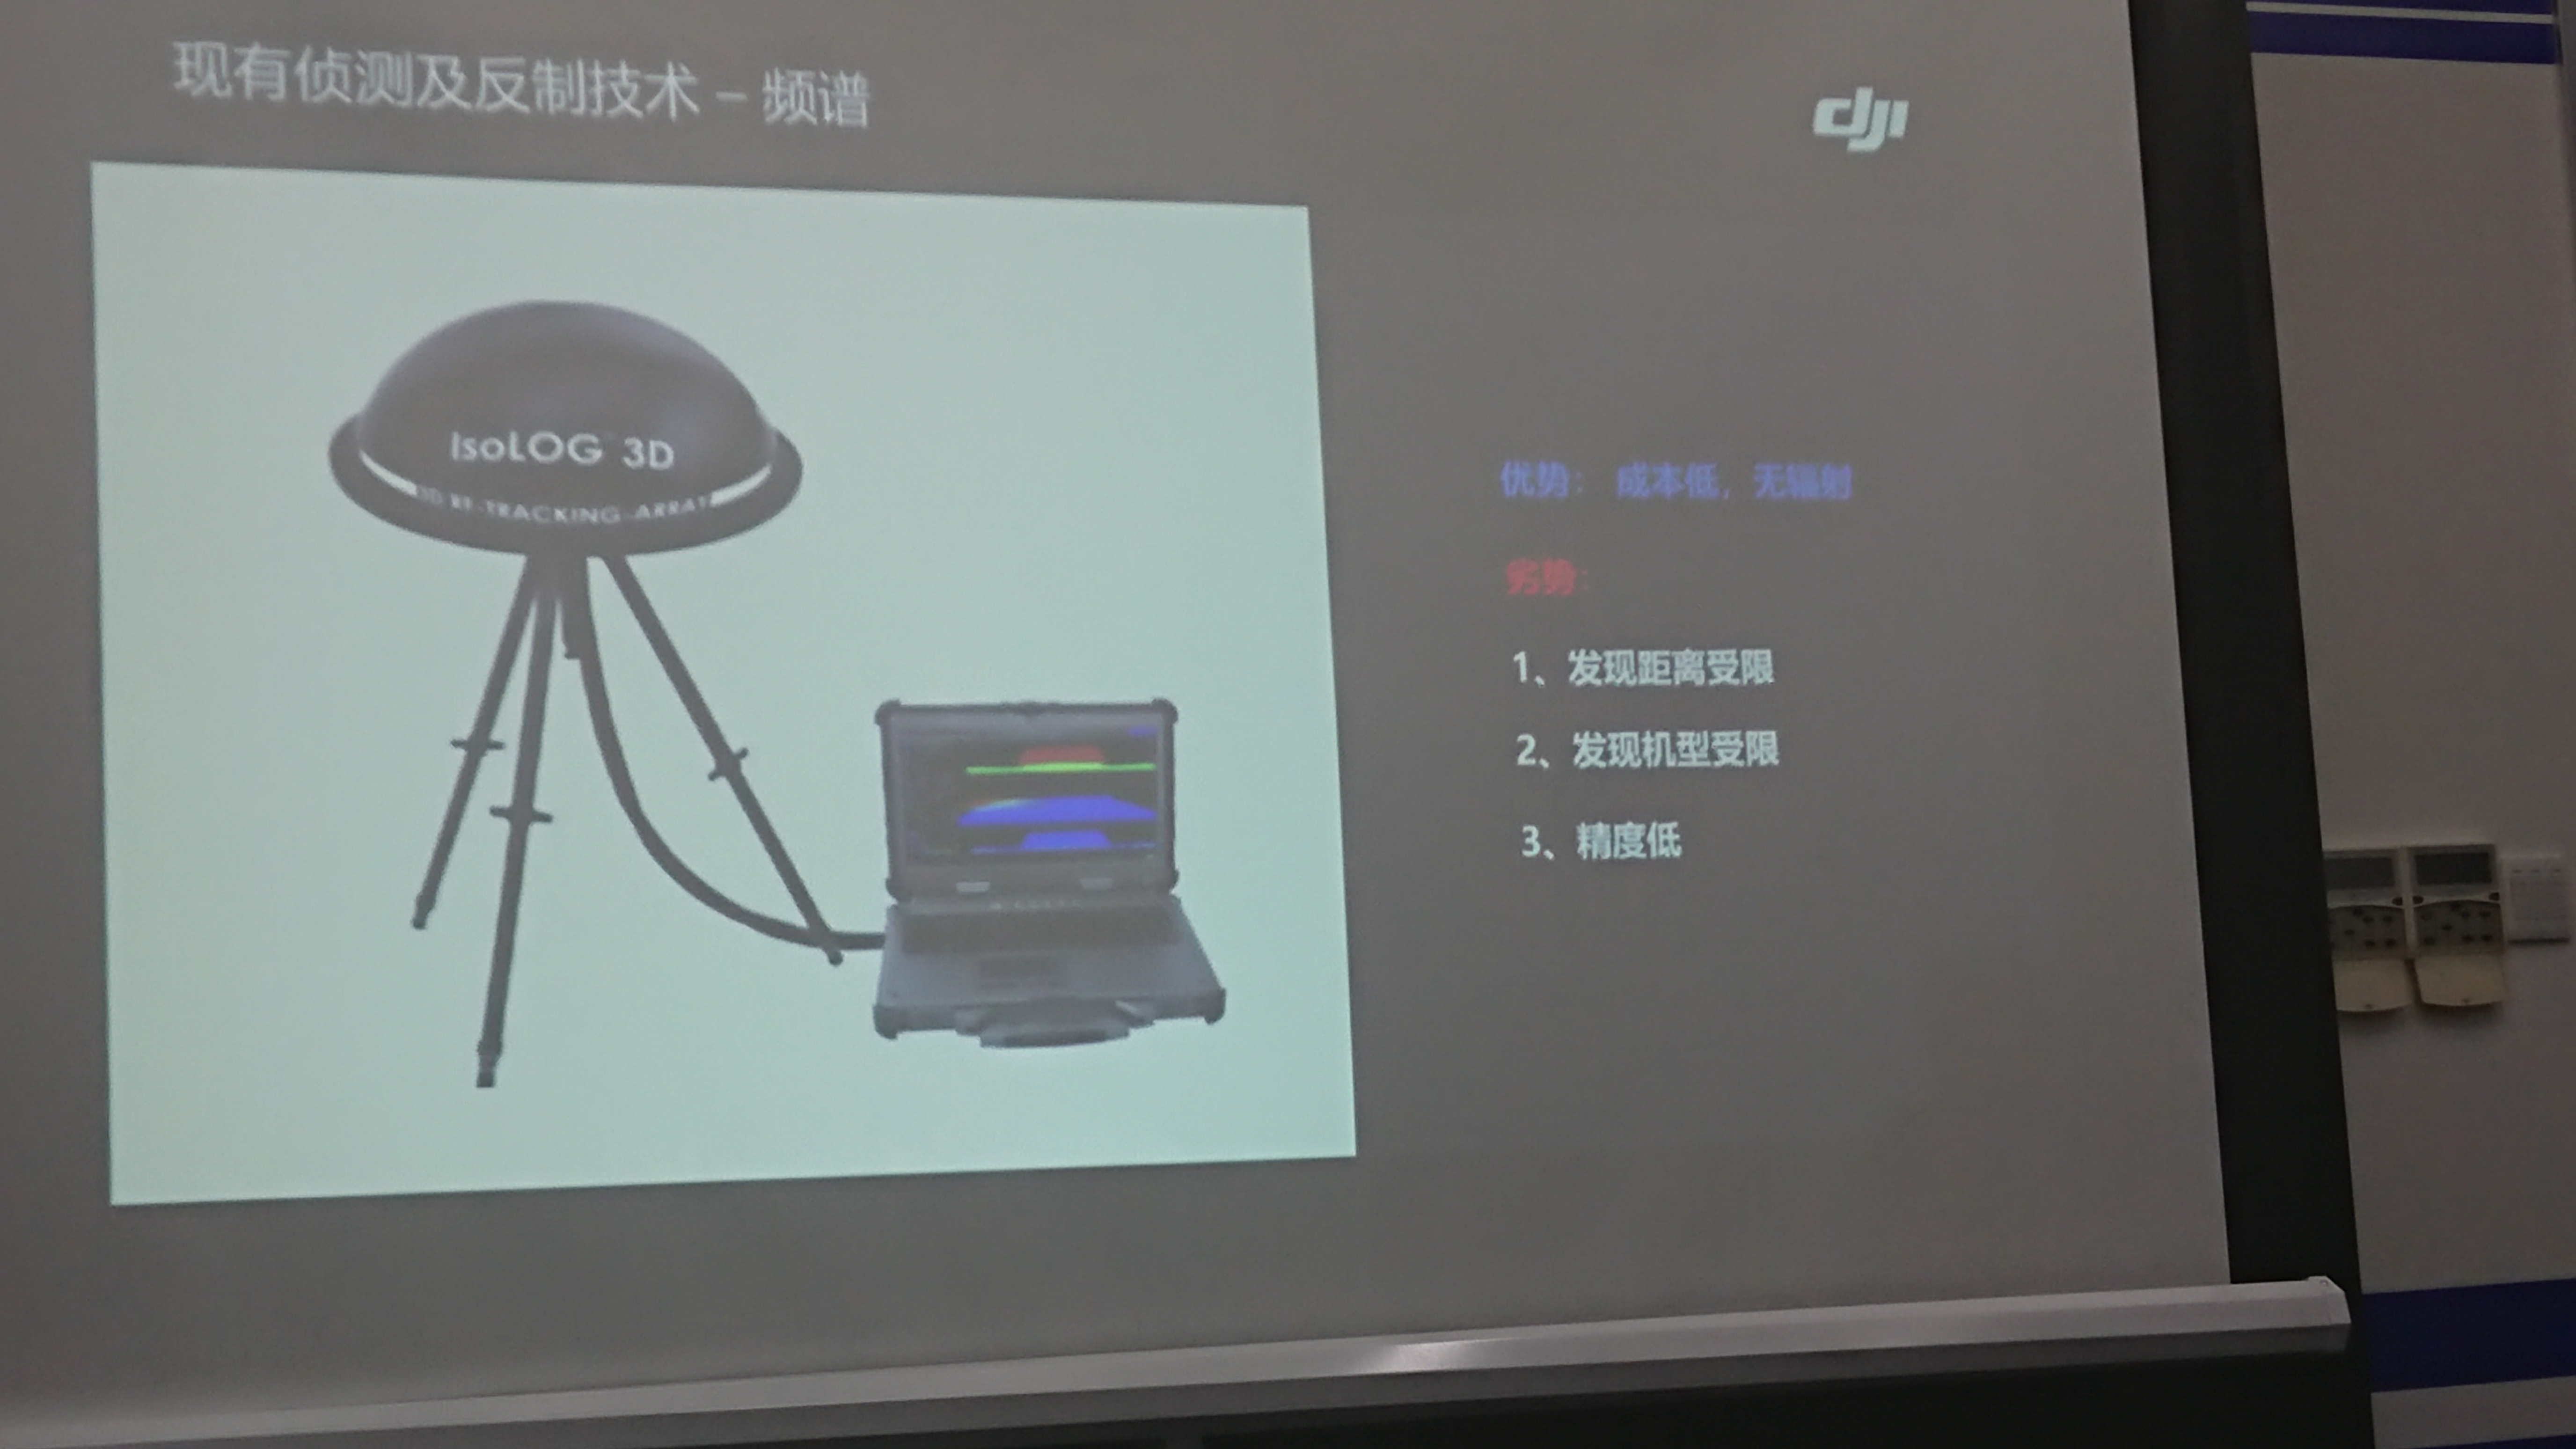 现有侦测及反制技术 – 频谱
dji
IsoLOG 3D
3D RF-TRACKING-ARRAY
优势： 成本低，无辐射
劣势：
1、发现距离受限
2、发现机型受限
3、精度低